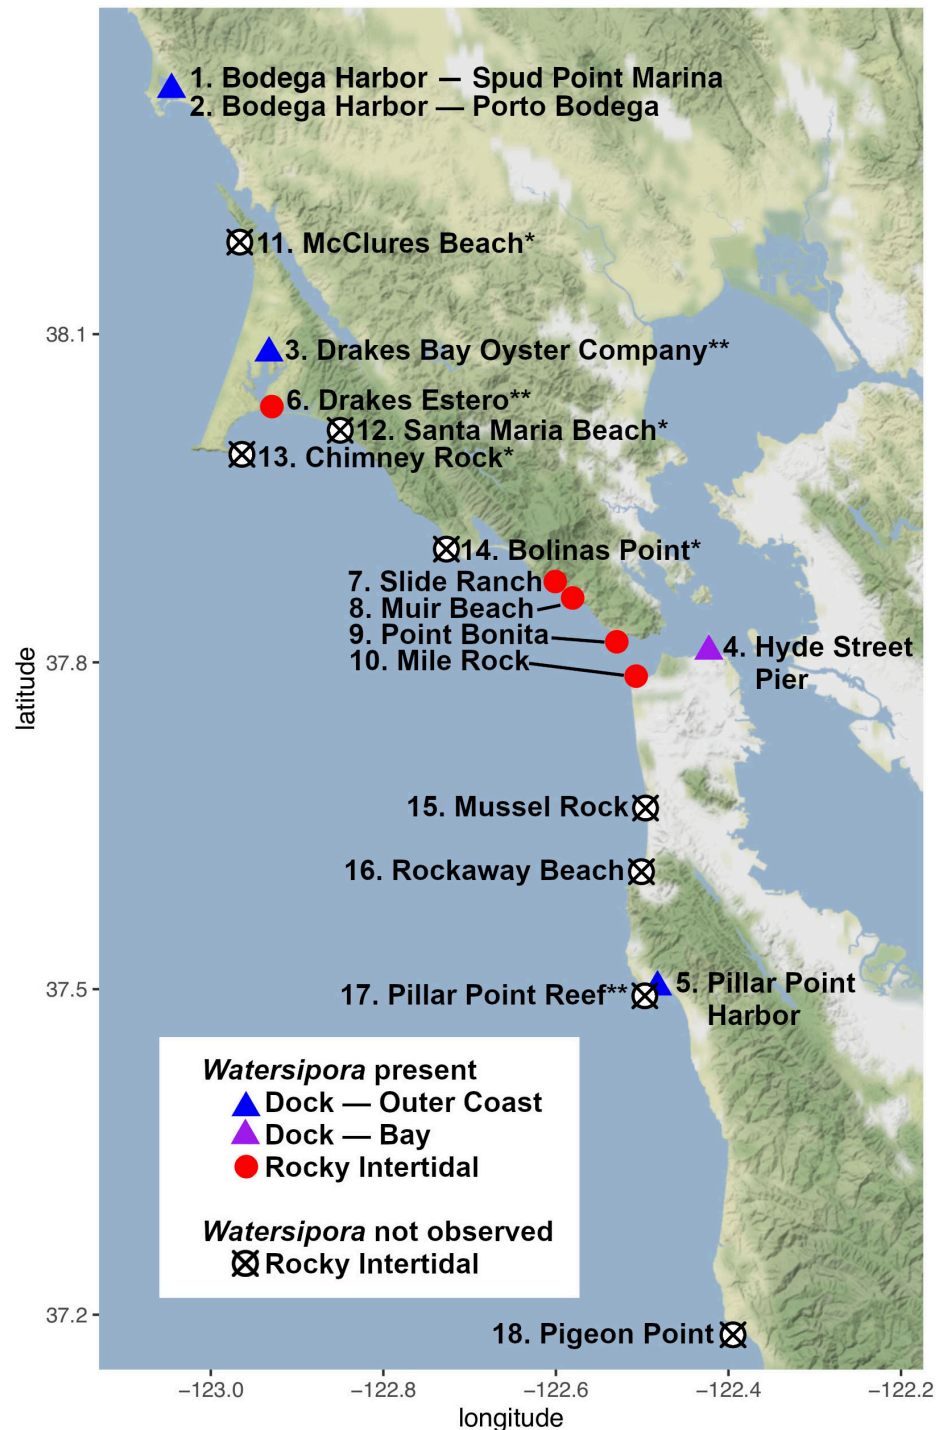 1. Bodega Harbor — Spud Point Marina
2. Bodega Harbor — Porto Bodega
11. McClures Beach*
38.1
3. Drakes Bay Oyster Company**
6. Drakes Estero**
12. Santa Maria Beach*
13. Chimney Rock*
14. Bolinas Point*
7. Slide Ranch
8. Muir Beach
9. Point Bonita
10. Mile Rock
4. Hyde Street
Pier
37.8
latitude
15. Mussel Rock
16. Rockaway Beach
37.5
17. Pillar Point Reef**
5. Pillar Point
Harbor
Watersipora present
Dock — Outer Coast
Dock — Bay
Rocky Intertidal
Watersipora not observed
Rocky Intertidal
37.2
18. Pigeon Point
−123.0
−122.8
−122.6
−122.4
−122.2
longitude